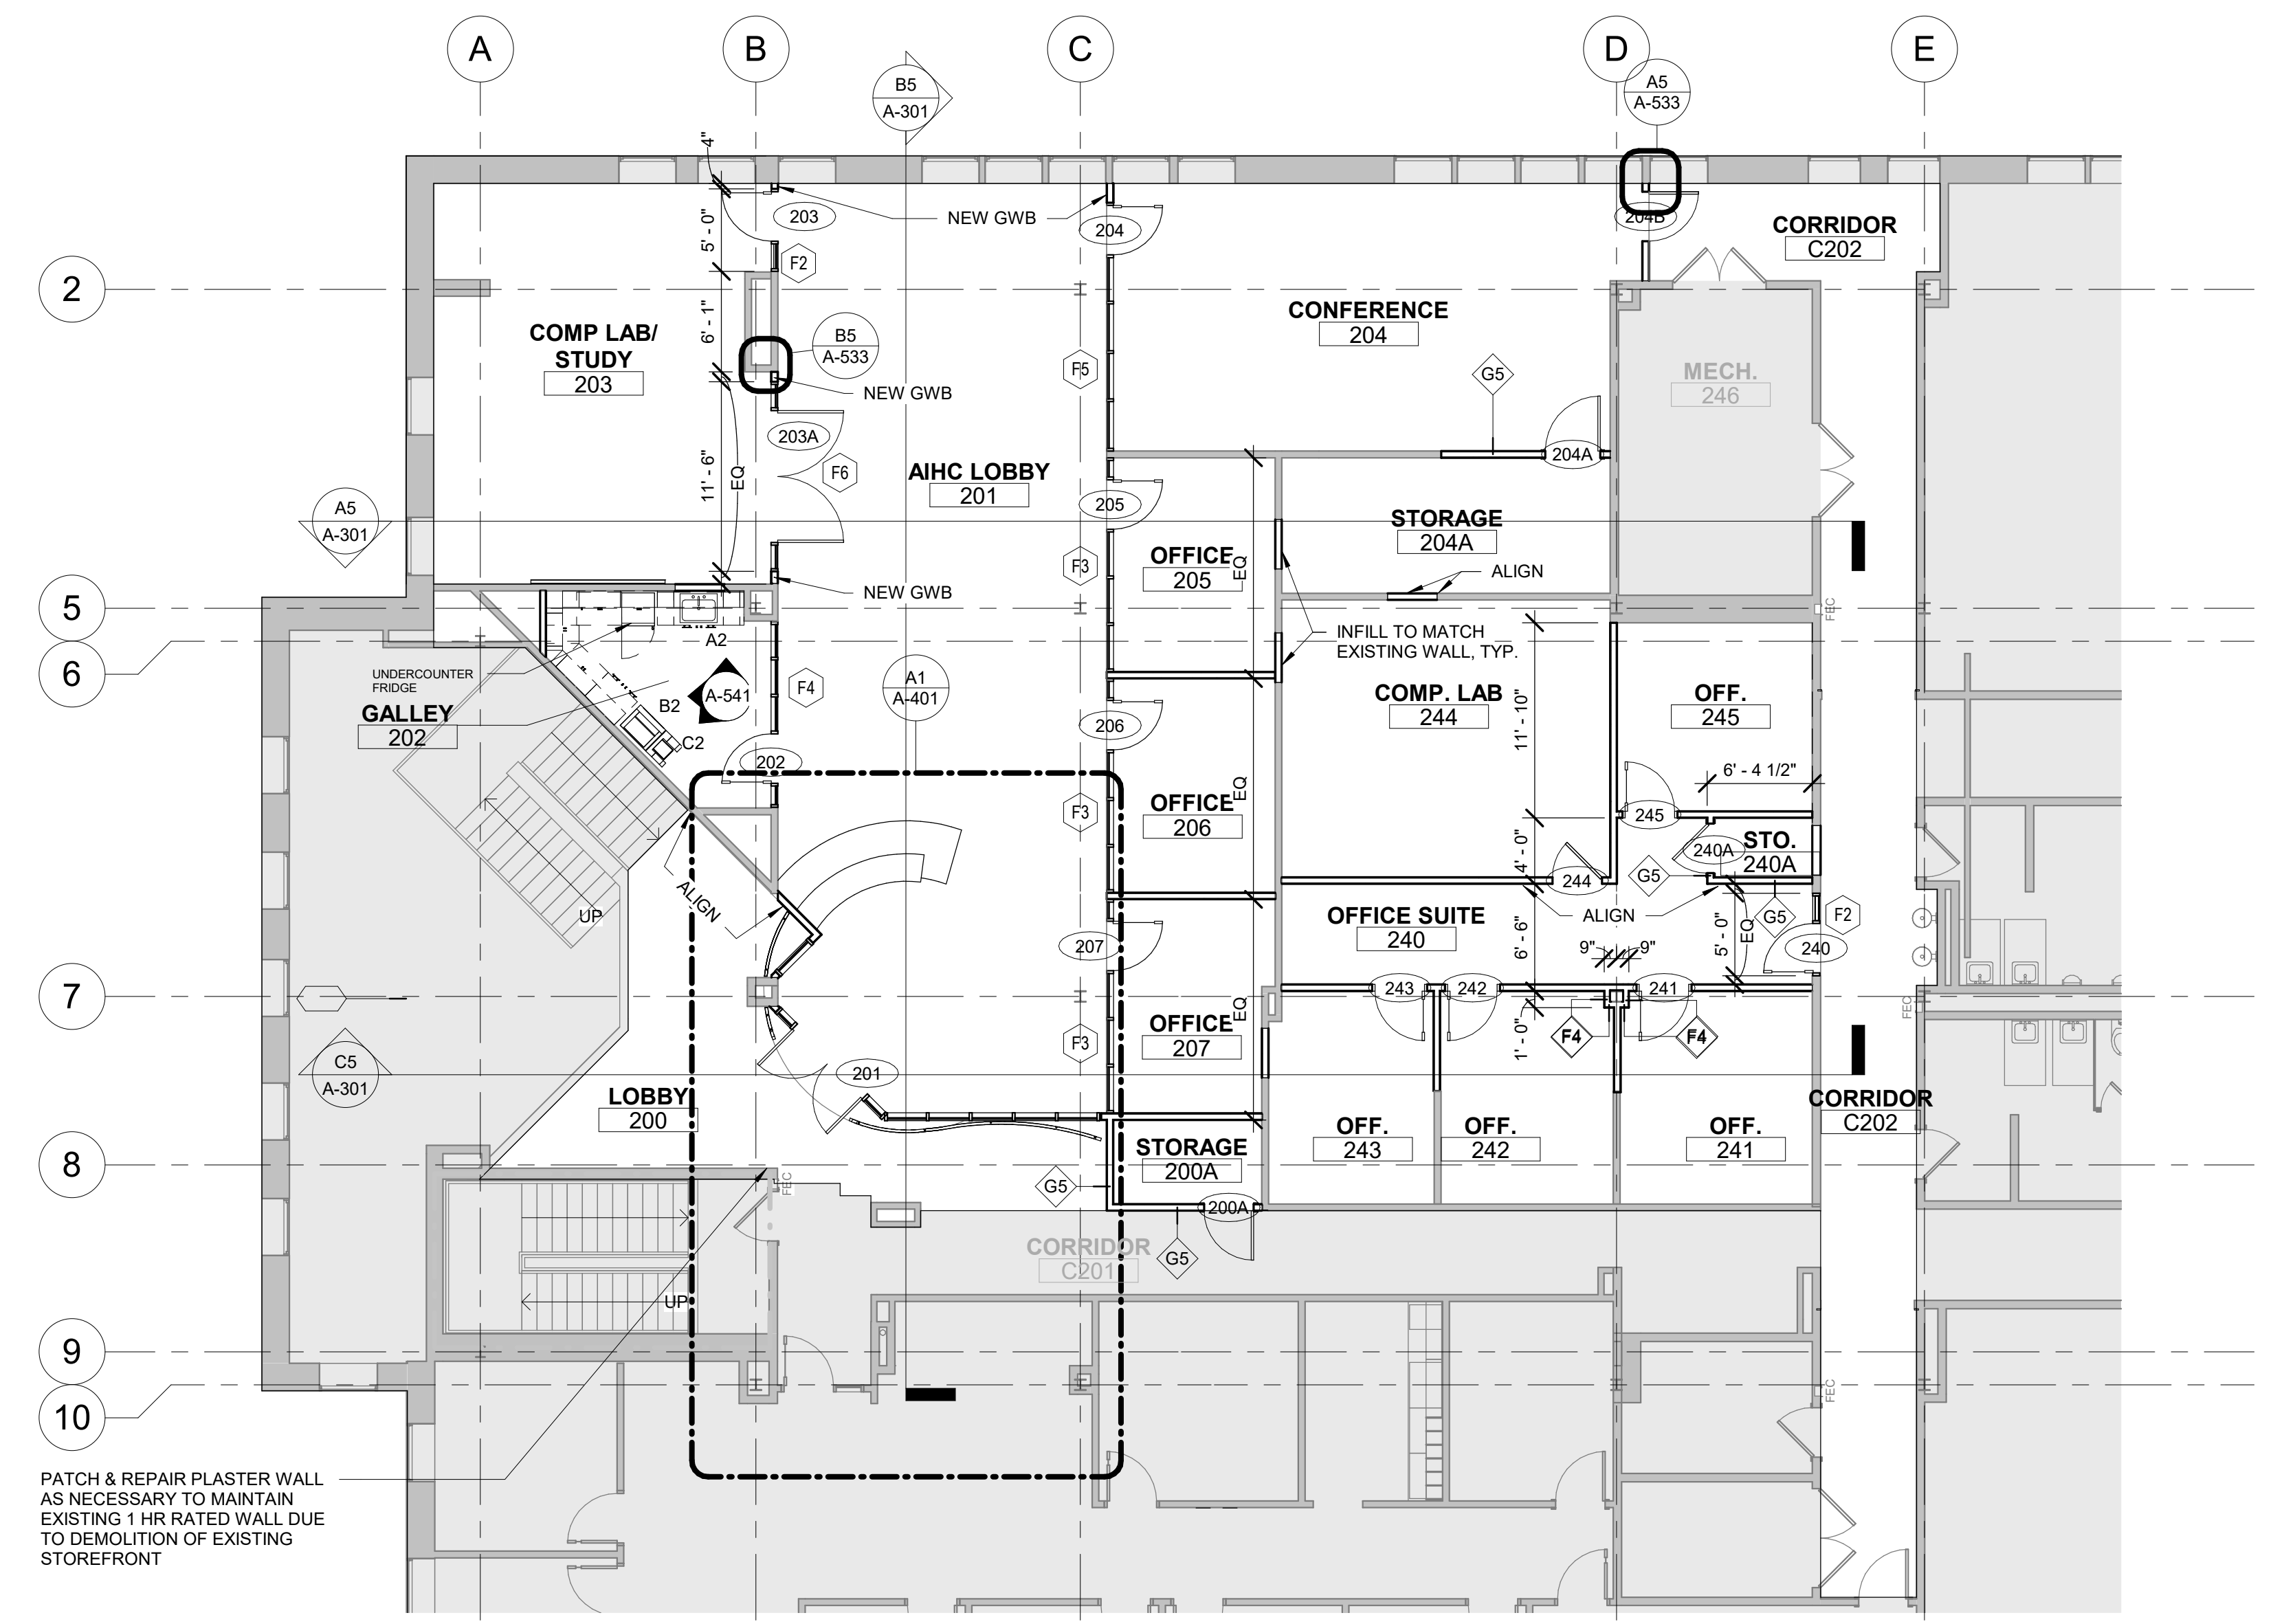 A
B
C
D
E
B5
A-301
A5
A-533
4"
203
NEW GWB
204
204B
CORRIDOR
C202
5' - 0"
F2
2
CONFERENCE
204
COMP LAB/
STUDY
203
6' - 1"
B5
A-533
F5
G5
MECH.
246
NEW GWB
203A
F6
204A
11' - 6"
EQ
AIHC LOBBY
201
205
A5
A-301
STORAGE
204A
OFFICE
205
EQ
F3
ALIGN
NEW GWB
5
FEC
6
A2
INFILL TO MATCH
EXISTING WALL, TYP.
UNDERCOUNTER
FRIDGE
A-541
F4
A1
A-401
B2
C2
GALLEY
202
206
COMP. LAB
244
11' - 10"
OFF.
245
6' - 4 1/2"
202
EQ
OFFICE
206
F3
245
240A
STO.
240A
4' - 0"
244
G5
ALIGN
UP
OFFICE SUITE
240
ALIGN
G5
F2
207
6' - 6"
9"
9"
5' - 0"
EQ
240
7
243
242
241
FEC
EQ
OFFICE
207
F3
1' - 0"
F4
F4
C5
A-301
201
LOBBY
200
CORRIDOR
C202
OFF.
243
OFF.
242
OFF.
241
STORAGE
200A
8
FEC
G5
200A
CORRIDOR
C201
G5
UP
9
10
FEC
PATCH & REPAIR PLASTER WALL
AS NECESSARY TO MAINTAIN
EXISTING 1 HR RATED WALL DUE
TO DEMOLITION OF EXISTING
STOREFRONT